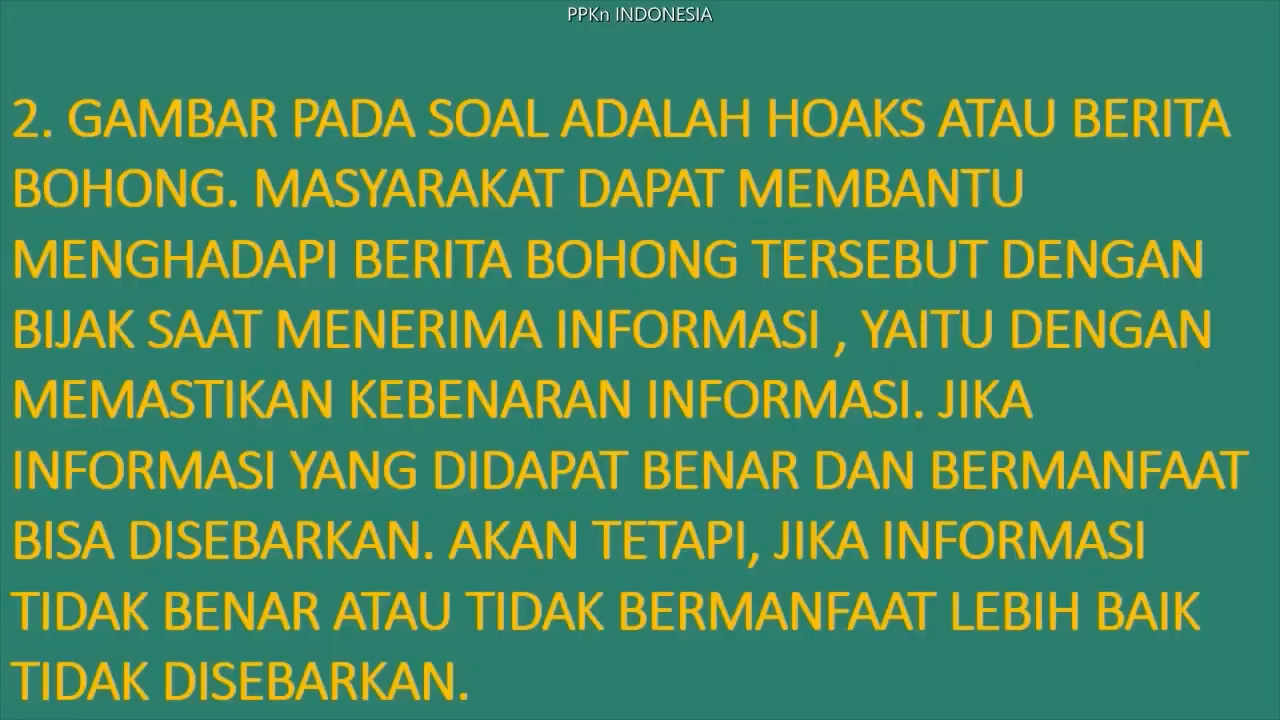 PPKn INDONESIA
2. GAMBAR PADA SOAL ADALAH HOAKS ATAU BERITA
BOHONG. MASYARAKAT DAPAT MEMBANTU
MENGHADAPI BERITA BOHONG TERSEBUT DENGAN
BIJAK SAAT MENERIMA INFORMASI , YAITU DENGAN
MEMASTIKAN KEBENARAN INFORMASI. JIKA
INFORMASI YANG DIDAPAT BENAR DAN BERMANFAAT
BISA DISEBARKAN. AKAN TETAPI, JIKA INFORMASI
TIDAK BENAR ATAU TIDAK BERMANFAAT LEBIH BAIK
TIDAK DISEBARKAN.